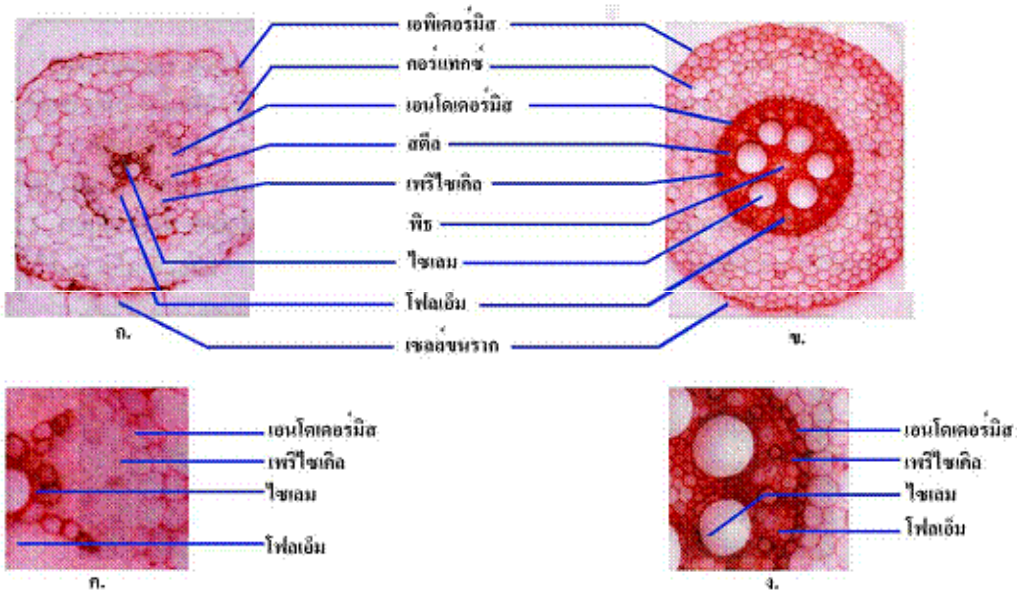 เอพิเดอร์มิส
คอร์แทกซ์
เอนโดเดอร์มิส
สตีล
เพริไซเคิล
พิธ
ไซเลม
โฟลเอ็ม
ก.
ข.
เซลล์ขนราก
เอนโดเดอร์มิส
เพริไซเคิล
ไซเลม
โฟลเอ็ม
ค.
เอนโดเดอร์มิส
เพริไซเคิล
ไซเลม
โฟลเอ็ม
ง.